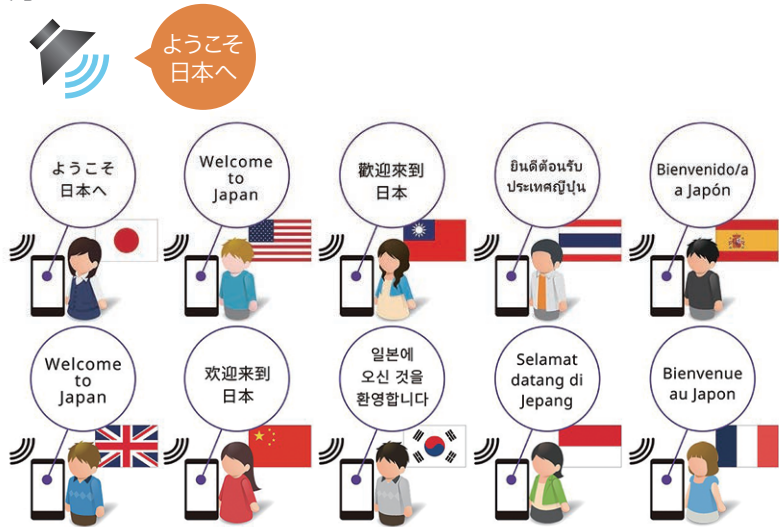 ようこそ
日本へ
ようこそ
日本へ
Welcome
to
Japan
歡迎來到
日本
ยินดีต้อนรับ
ประเทศญี่ปุ่น
Bienvenido/a
a Japón
Welcome
to
Japan
欢迎来到
日本
일본에
오신 것을
환영합니다
Selamat
datang di
Jepang
Bienvenue
au Japon